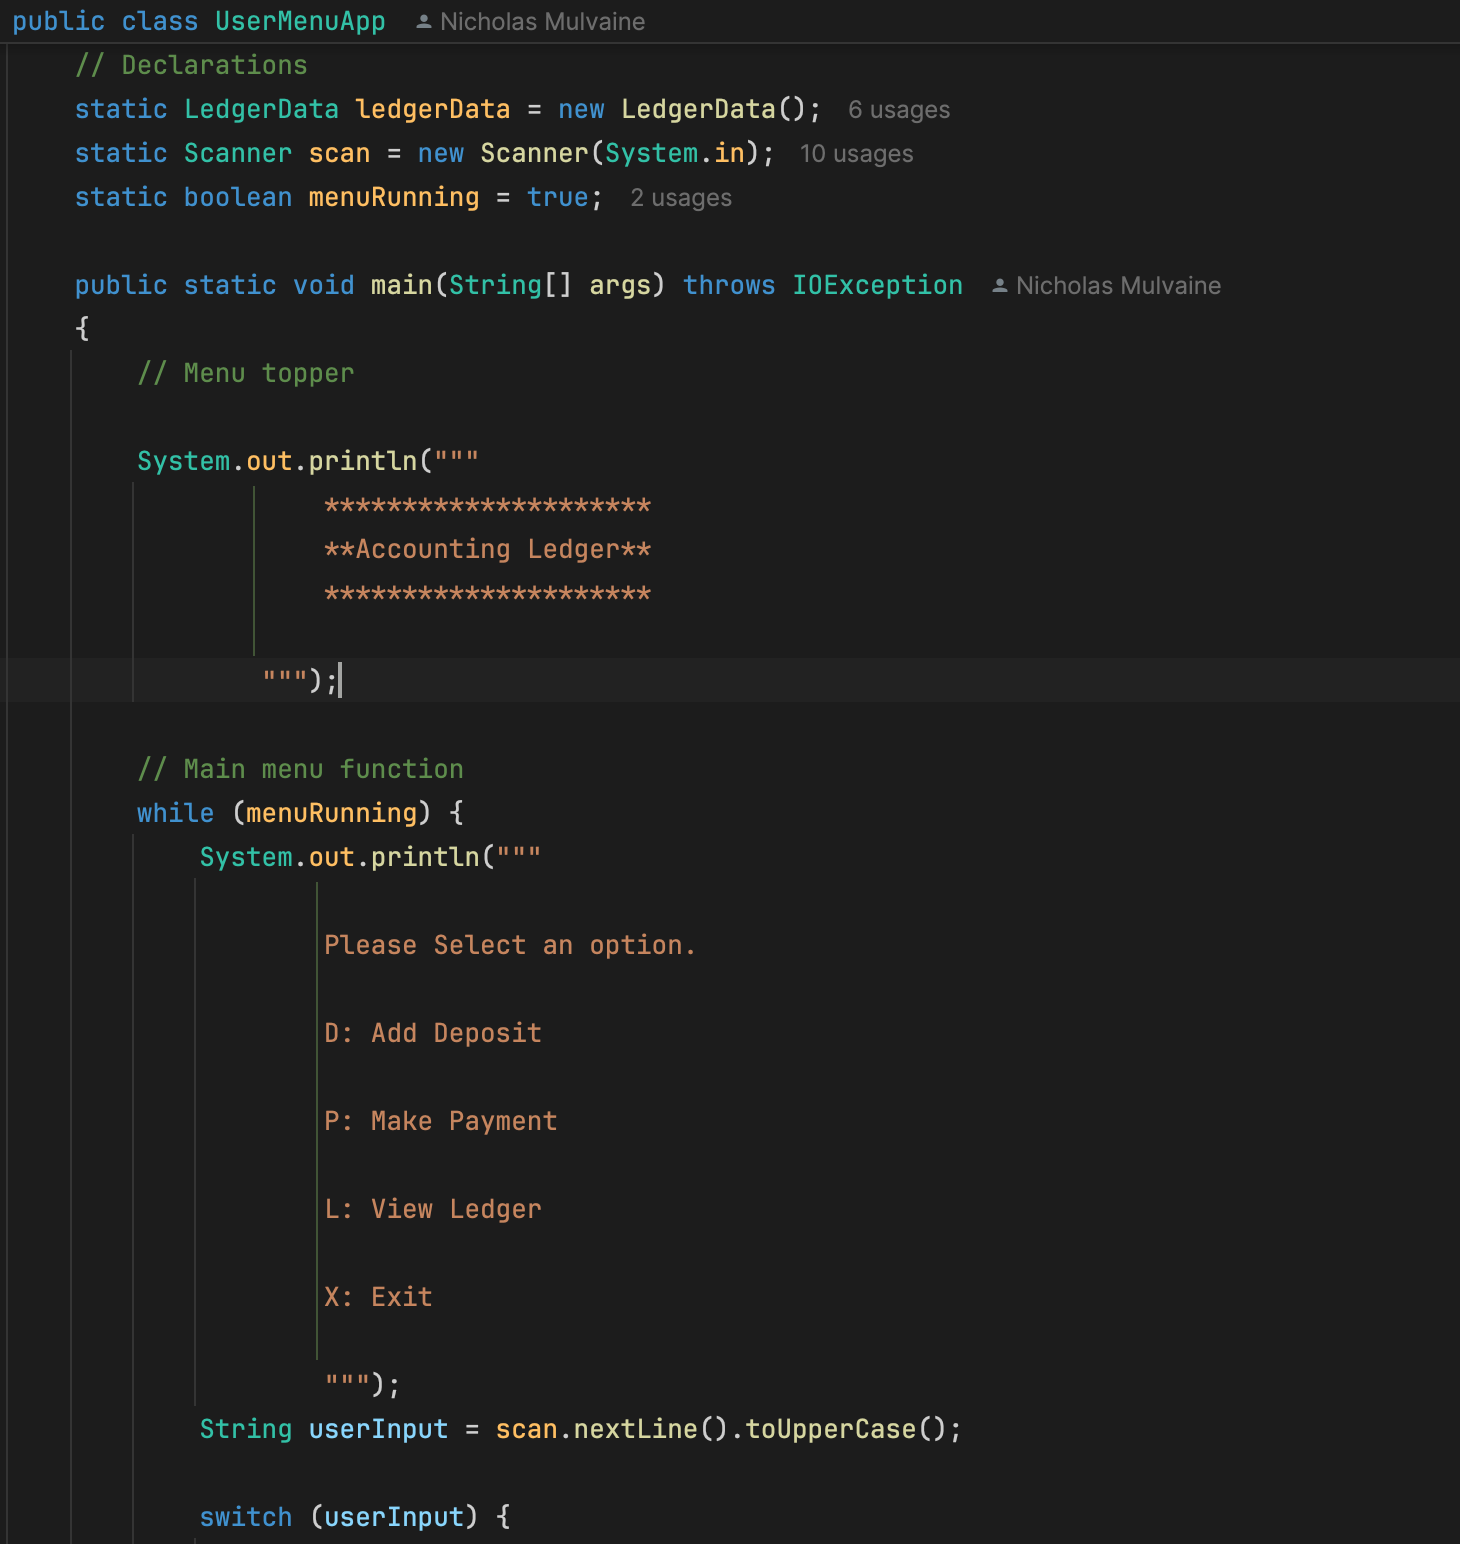 public class UserMenuApp Nicholas Mulvaine
// Declarations
static LedgerData ledgerData = new LedgerData(); 6 usages
static Scanner scan = new Scanner(System.in); 10 usages
static boolean menuRunning = true; 2 usages
public static void main(String[] args) throws IOException Nicholas Mulvaine
{
// Menu topper
System.out.println("""
*********************
**Accounting Ledger**
*********************
""");
// Main menu function
while (menuRunning) {
System.out.println("""
Please Select an option.
D: Add Deposit
P: Make Payment
L: View Ledger
X: Exit
""");
String userInput = scan.nextLine().toUpperCase();
switch (userInput) {